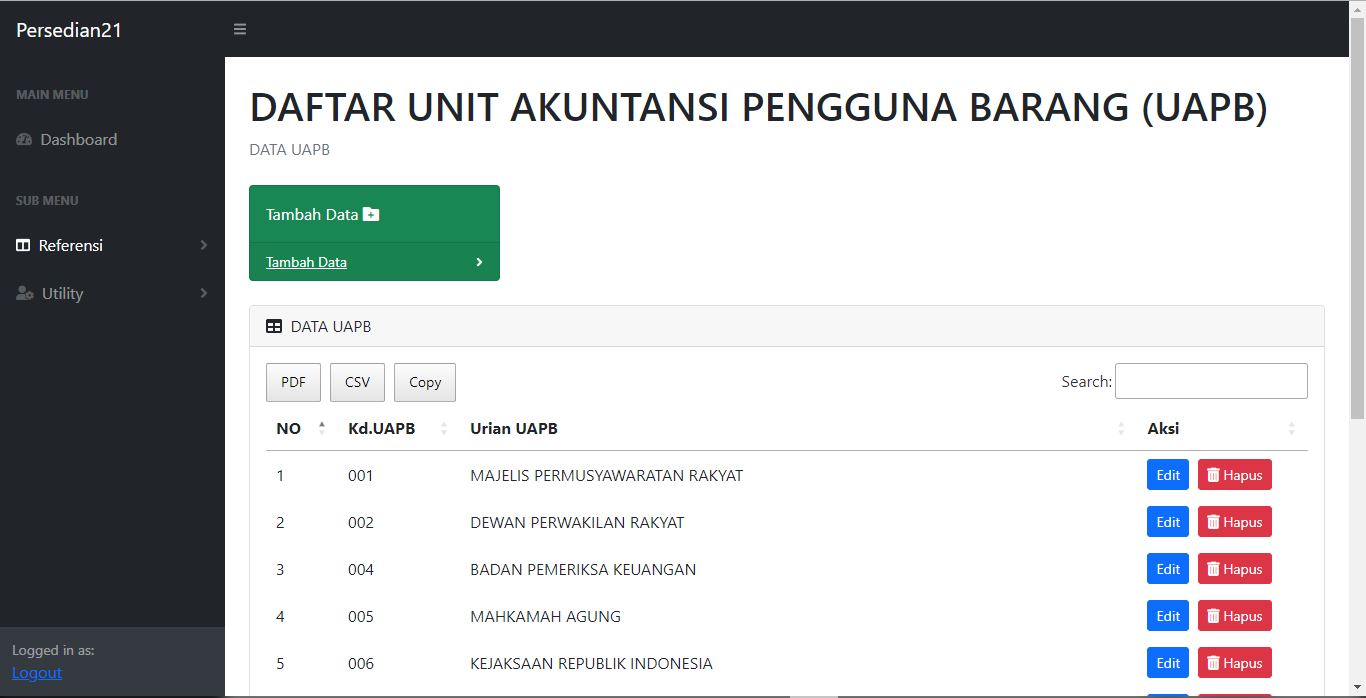 Persedian21
MAIN MENU
Dashboard
SUB MENU
Referensi
Utility
Logged in as:
Logout
DAFTAR UNIT AKUNTANSI PENGGUNA BARANG (UAPB)
DATA UAPB
Tambah Data
Tambah Data
DATA UAPB
PDF CSV Copy Search:
NO Kd.UAPB Urian UAPB Aksi
1 001 MAJELIS PERMUSYAWARATAN RAKYAT Edit Hapus
2 002 DEWAN PERWAKILAN RAKYAT Edit Hapus
3 004 BADAN PEMERIKSA KEUANGAN Edit Hapus
4 005 MAHKAMAH AGUNG Edit Hapus
5 006 KEJAKSAAN REPUBLIK INDONESIA Edit Hapus